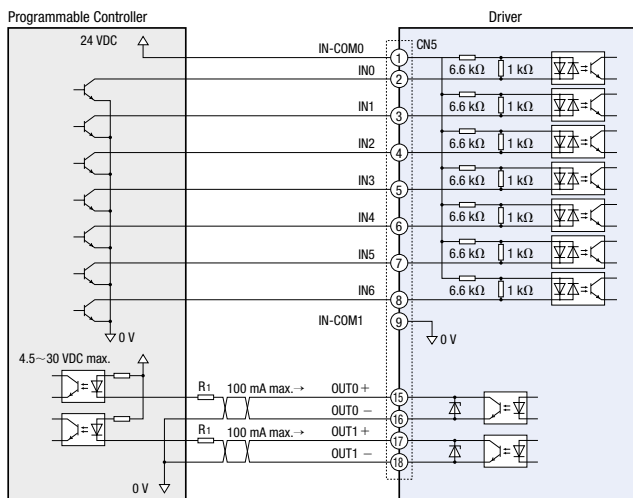 Programmable Controller
Driver
24 VDC
IN-COM0
1
CN5
6.6 kΩ
1 kΩ
IN0
2
6.6 kΩ
1 kΩ
IN1
3
6.6 kΩ
1 kΩ
IN2
4
6.6 kΩ
1 kΩ
IN3
5
6.6 kΩ
1 kΩ
IN4
6
6.6 kΩ
1 kΩ
IN5
7
6.6 kΩ
1 kΩ
IN6
8
0 V
IN-COM1
9
0 V
4.5~30 VDC max.
R1
100 mA max.→
OUT0 +
15
OUT0 −
16
R1
100 mA max.→
OUT1 +
17
OUT1 −
18
0 V